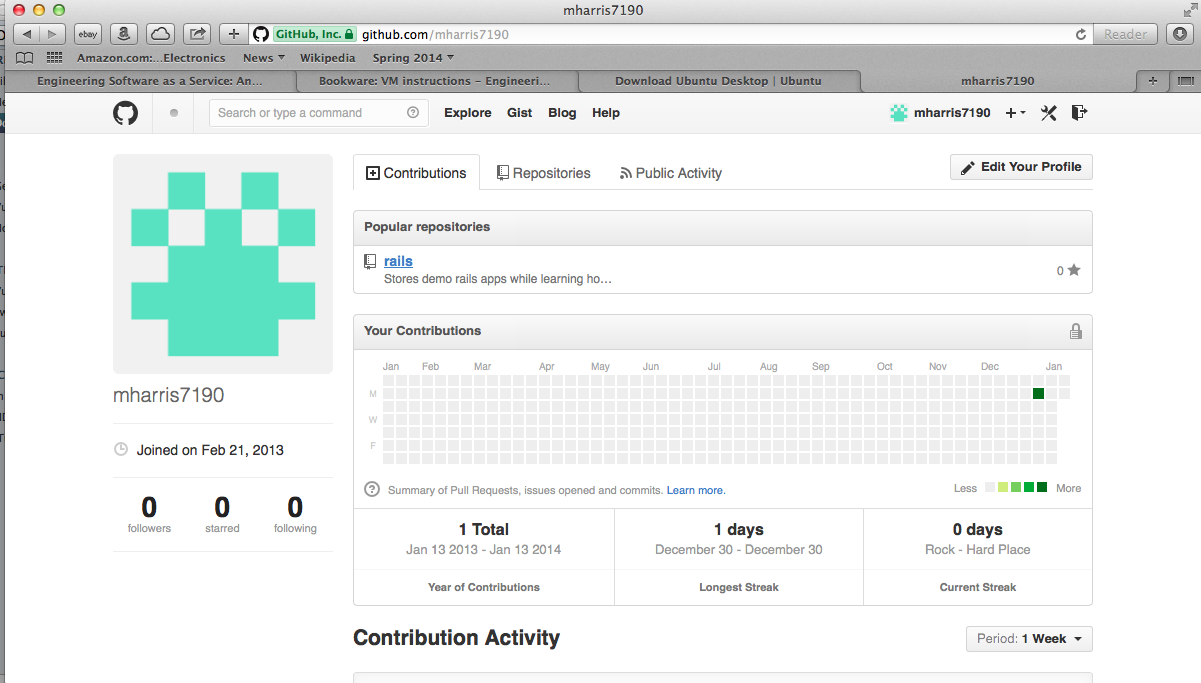 mharris7190
ebay
GitHub, Inc. github.com/mharris7190
Reader
Amazon.com:...Electronics News Wikipedia Spring 2014
Engineering Software as a Service: An...
Bookware: VM instructions – Engineeri...
Download Ubuntu Desktop | Ubuntu
mharris7190
Search or type a command
Explore Gist Blog Help
mharris7190
Contributions
Repositories
Public Activity
Edit Your Profile
Popular repositories
rails
Stores demo rails apps while learning ho…
0
mharris7190
Joined on Feb 21, 2013
0 followers
0 starred
0 following
Your Contributions
Jan Feb Mar Apr May Jun Jul Aug Sep Oct Nov Dec Jan
M
W
F
Summary of Pull Requests, issues opened and commits. Learn more.
Less More
1 Total
Jan 13 2013 - Jan 13 2014
Year of Contributions
1 days
December 30 - December 30
Longest Streak
0 days
Rock - Hard Place
Current Streak
Contribution Activity
Period: 1 Week